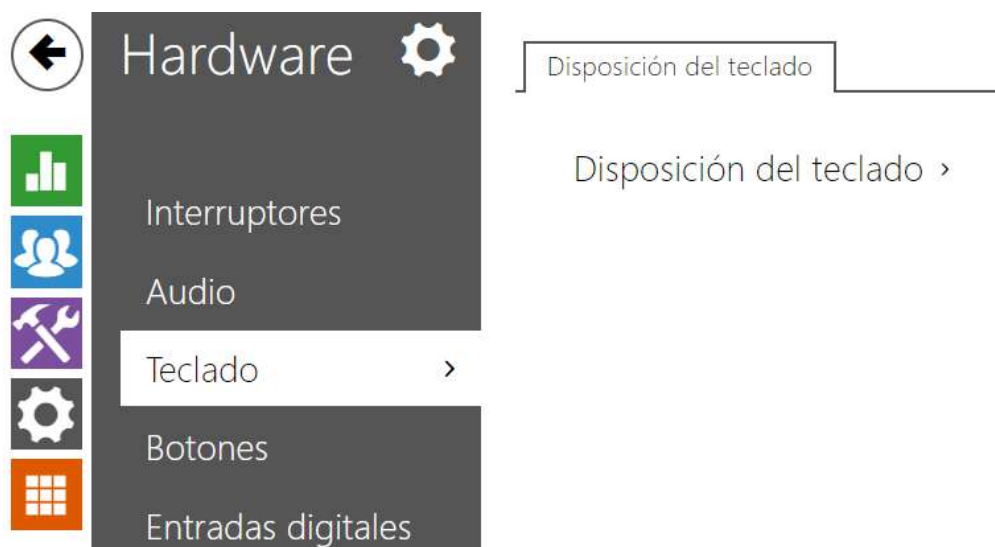 Hardware
Disposición del teclado
Disposición del teclado ›
Interruptores
Audio
Teclado ›
Botones
Entradas digitales